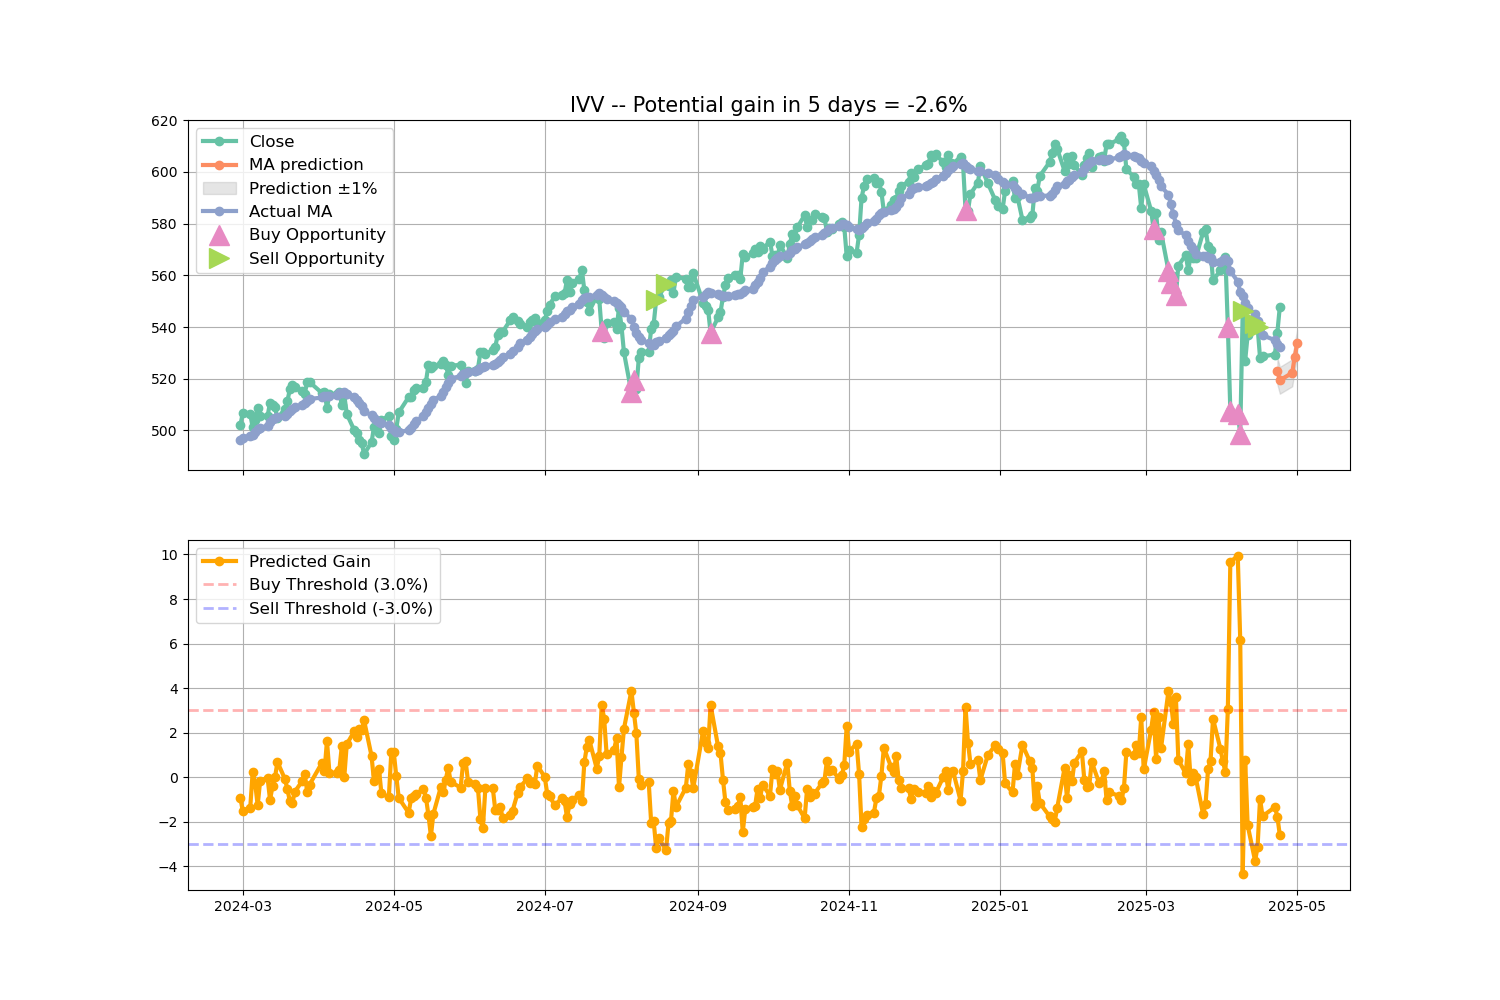 IVV -- Potential gain in 5 days = -2.6%
620
600
580
560
540
520
500
Close
MA prediction
Prediction ±1%
Actual MA
Buy Opportunity
Sell Opportunity
10
8
6
4
2
0
−2
−4
Predicted Gain
Buy Threshold (3.0%)
Sell Threshold (-3.0%)
2024-03 2024-05 2024-07 2024-09 2024-11 2025-01 2025-03 2025-05